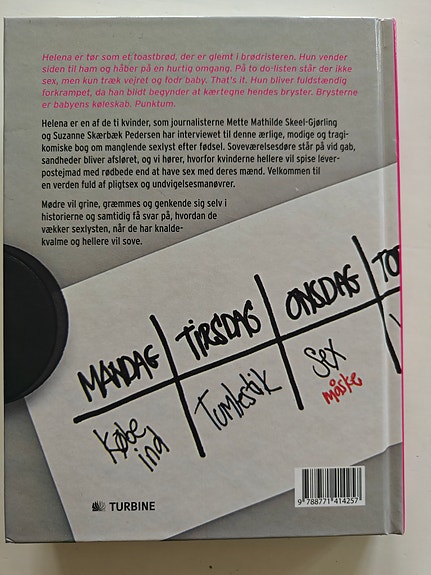 Helena er tør som et toastbrød, der er glemt i brødristeren. Hun vender
siden til ham og håber på en hurtig omgang. På to do-listen står der ikke
sex, men kun træk vejret og fodr baby. That's it. Hun bliver fuldstændig
forkrampet, da han blidt begynder at kærtegne hendes bryster. Brysterne
er babyens køleskab. Punktum.
Helena er en af de ti kvinder, som journalisterne Mette Mathilde Skeel-Gjørling
og Suzanne Skærbæk Pedersen har interviewet til denne ærlige, modige og tragi-
komiske bog om manglende sexlyst efter fødsel. Soveværelsesdøre står på vid gab,
sandheder bliver afsløret, og vi hører, hvorfor kvinderne hellere vil spise lever-
postejmad med rødbede end at have sex med deres mænd. Velkommen til
en verden fuld af pligtsex og undvigelsesmanøvrer.
Mødre vil grine, græmmes og genkende sig selv i
historierne og samtidig få svar på, hvordan de
vækker sexlysten, når de har knalde-
kvalme og hellere vil sove.
MANDAG TIRSDAG ONSDAG TO
Købe ind
Tumlestik
Sex
måske
TURBINE
9 788771 414257